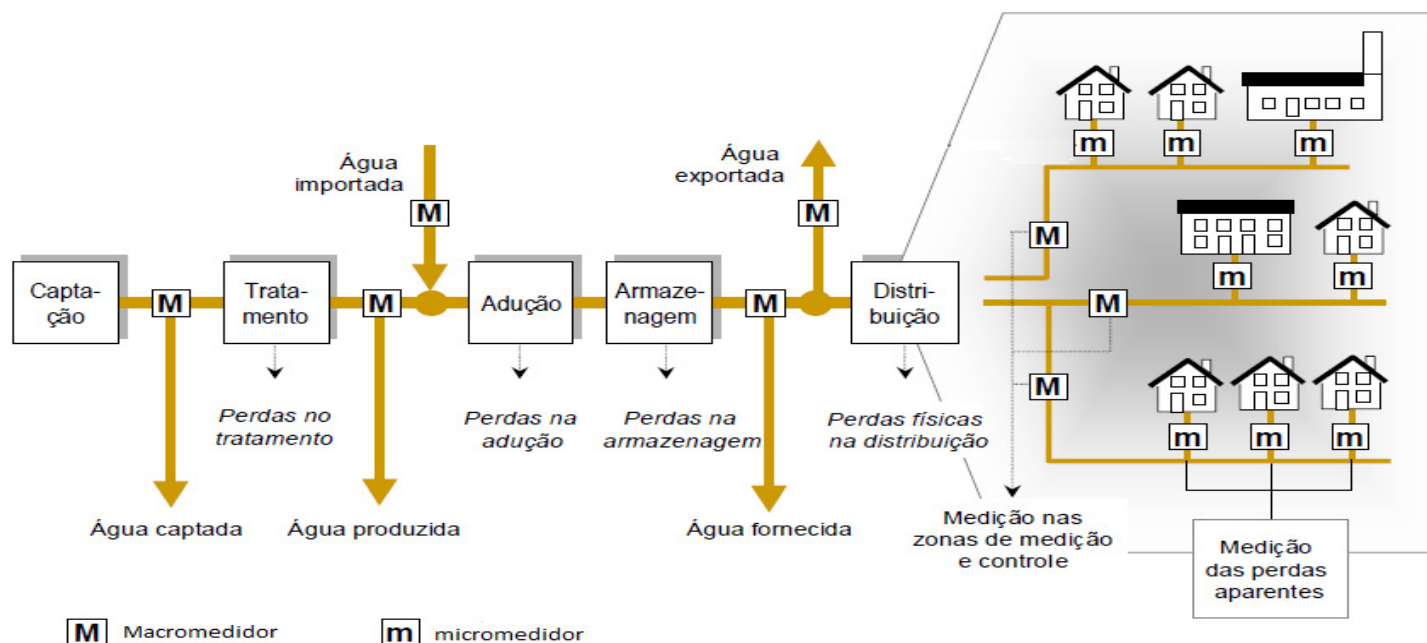 Água
importada
M
Água
exportada
M
Capta-
ção
M
Trata-
mento
M
Adução
Armaze-
nagem
M
Distri-
buição
Perdas no
tratamento
Perdas na
adução
Perdas na
armazenagem
Perdas físicas
na distribuição
Água captada
Água produzida
Água fornecida
m
m
m
M
m
m
M
M
m
m
m
Medição nas
zonas de medição
e controle
Medição
das perdas
aparentes
M Macromedidor
m micromedidor